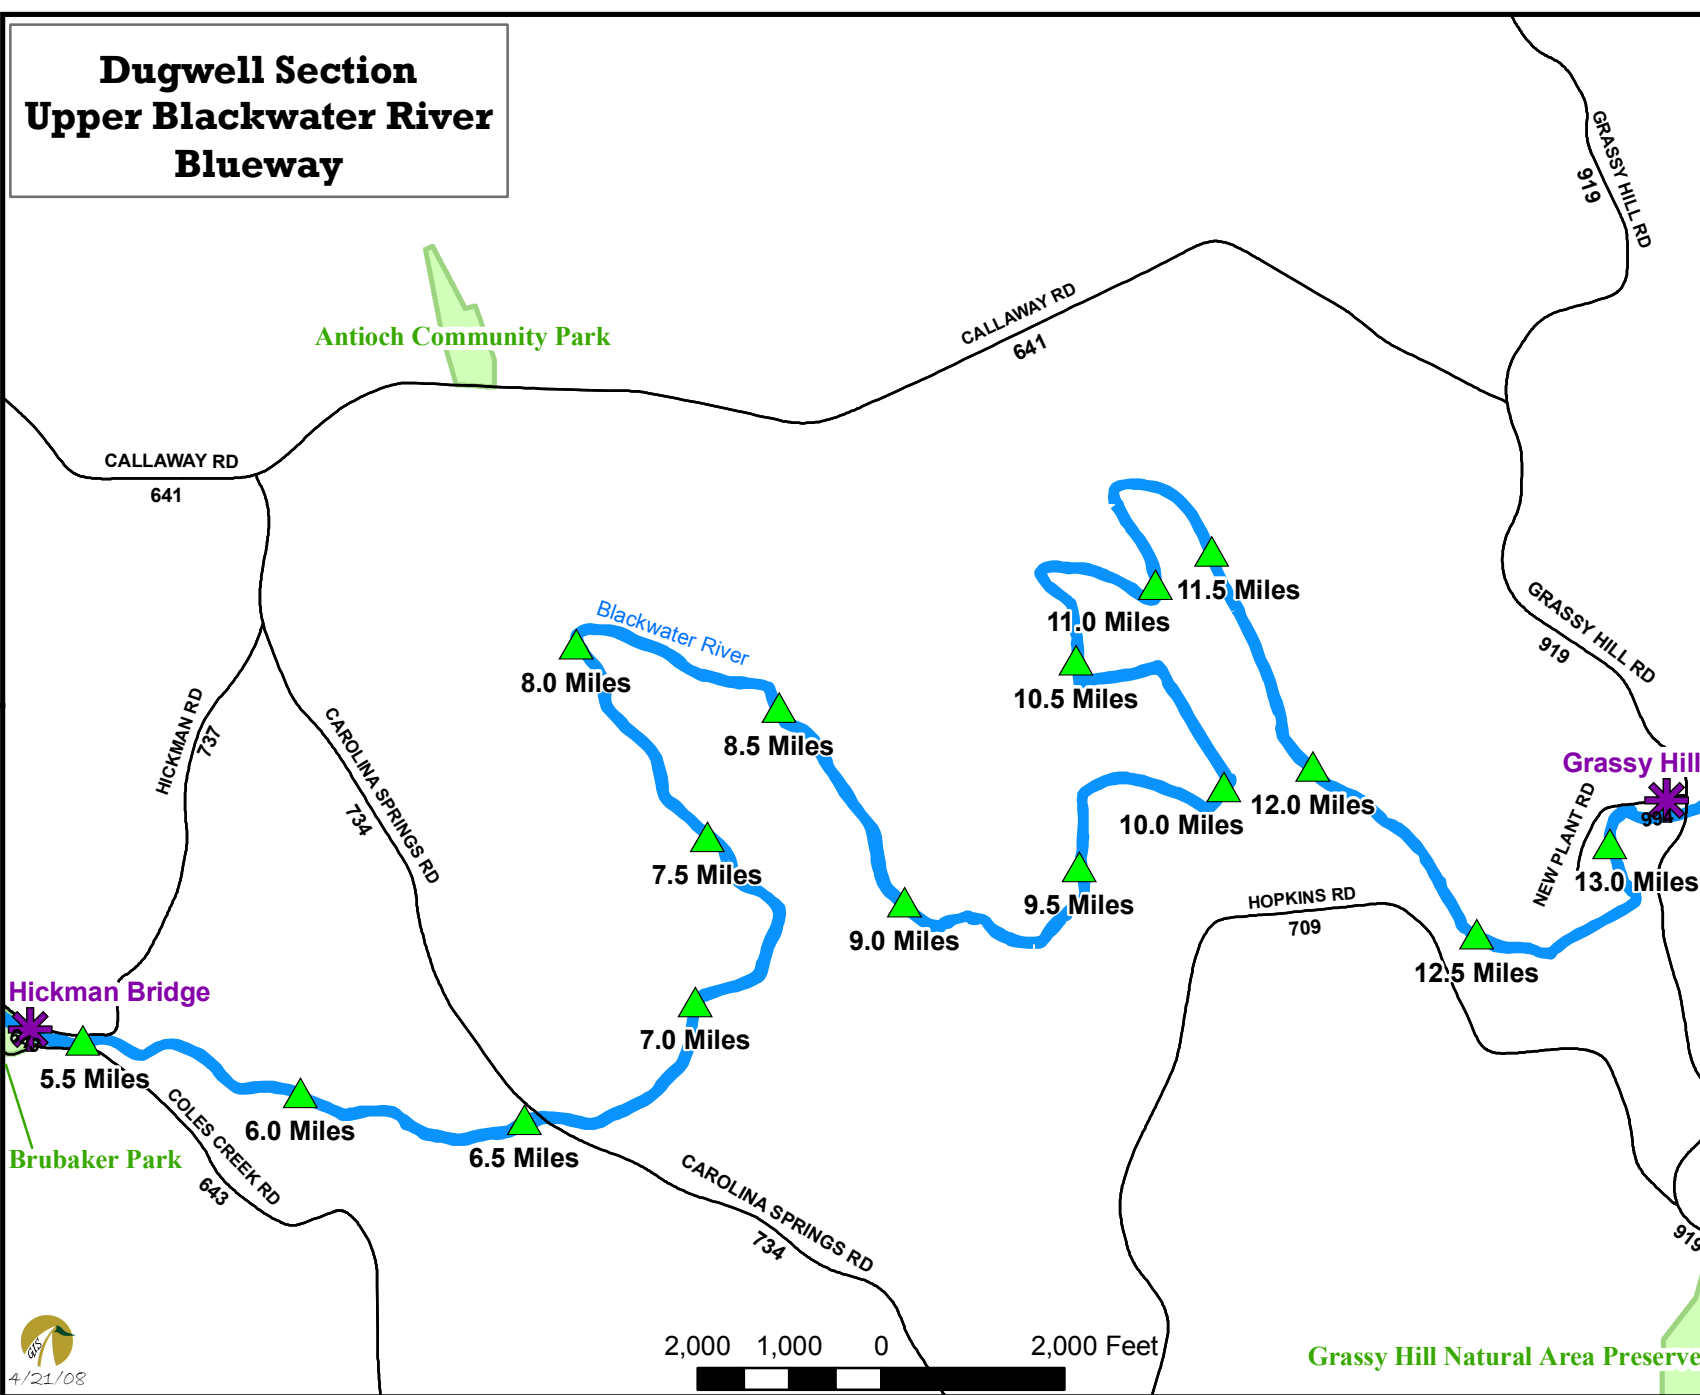 Dugwell Section
Upper Blackwater River
Blueway
GRASSY HILL RD
919
Antioch Community Park
CALLAWAY RD
641
CALLAWAY RD
641
Blackwater River
11.5 Miles
11.0 Miles
GRASSY HILL RD
919
8.0 Miles
10.5 Miles
HICKMAN RD
737
CAROLINA SPRINGS RD
734
8.5 Miles
Grassy Hill
12.0 Miles
10.0 Miles
994
NEW PLANT RD
7.5 Miles
13.0 Miles
9.5 Miles
HOPKINS RD
709
9.0 Miles
12.5 Miles
Hickman Bridge
7.0 Miles
5.5 Miles
COLES CREEK RD
643
6.0 Miles
6.5 Miles
Brubaker Park
CAROLINA SPRINGS RD
734
919
2,000 1,000 0 2,000 Feet
Grassy Hill Natural Area Preserve
GIS
4/21/08